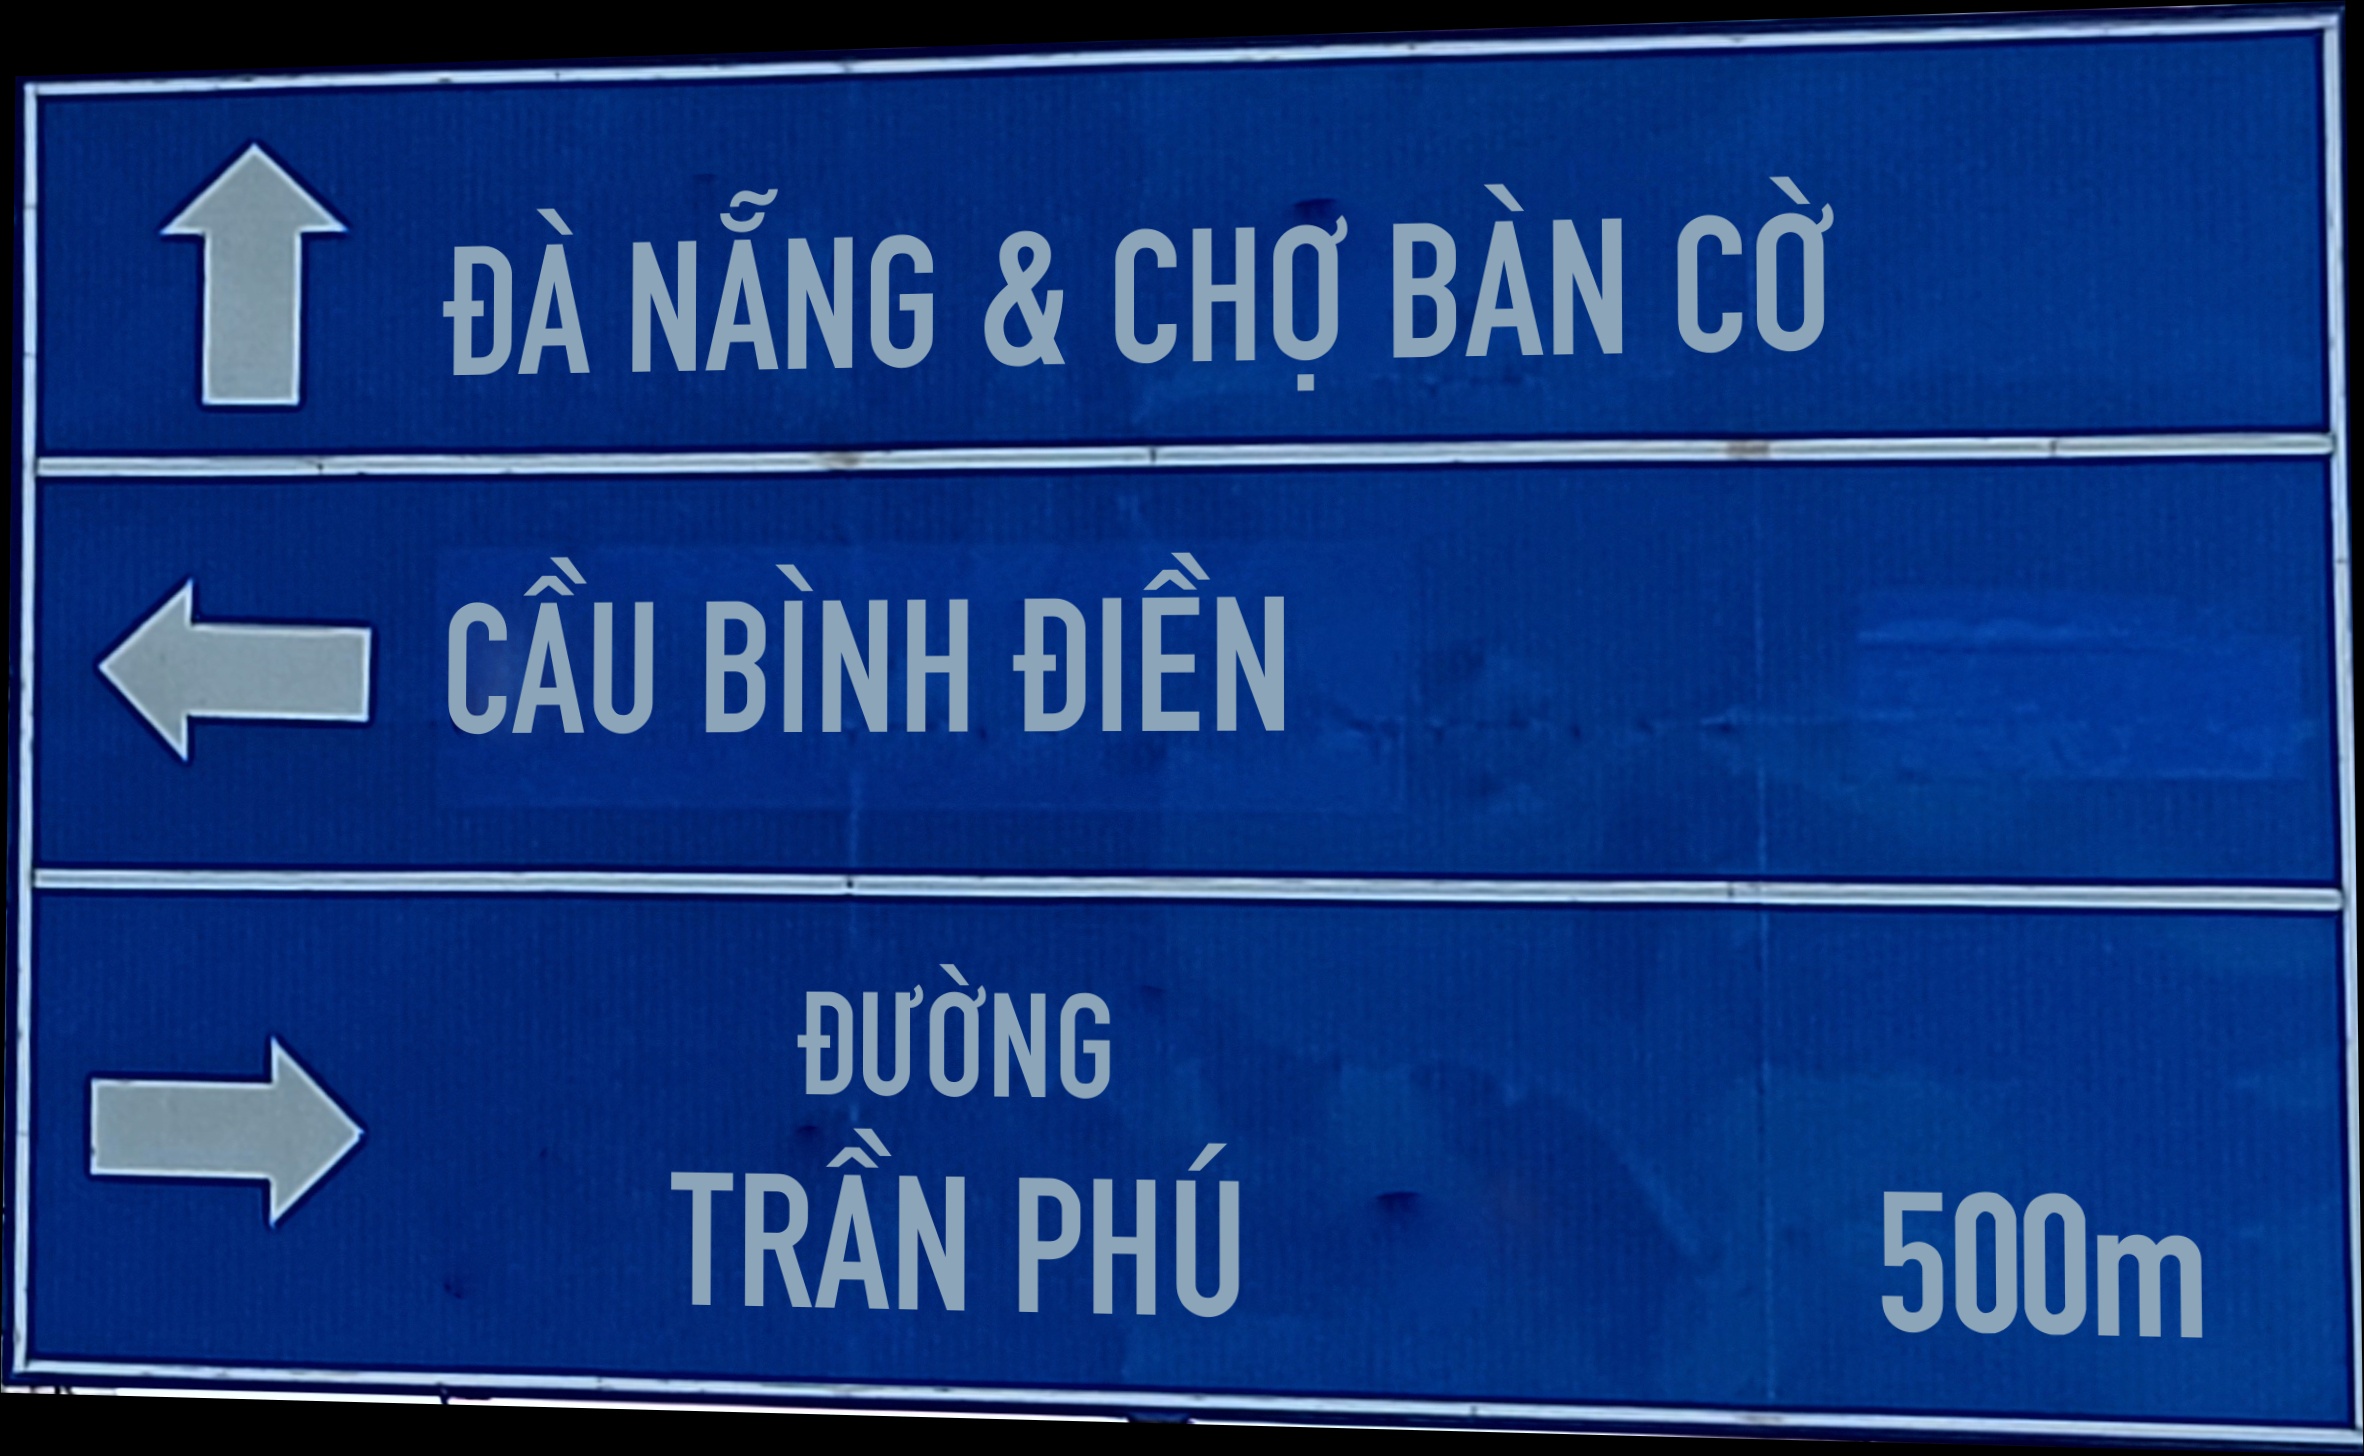 ĐÀ NẴNG & CHỢ BÀN CỜ
CẦU BÌNH ĐIỀN
ĐƯỜNG
TRẦN PHÚ
500m